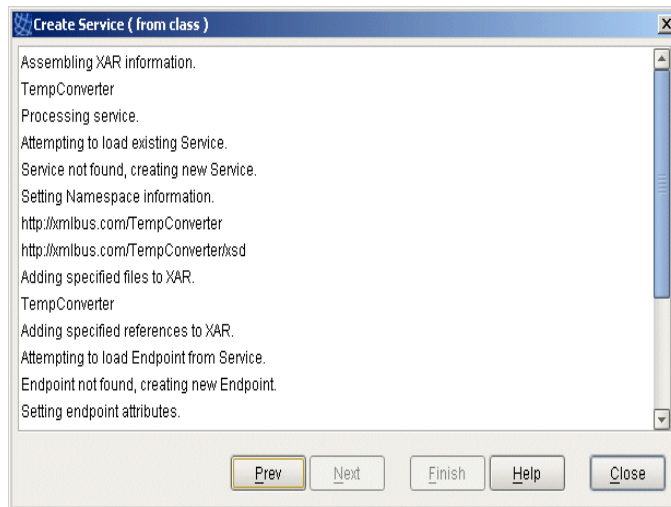 Create Service ( from class )
Assembling XAR information.
TempConverter
Processing service.
Attempting to load existing Service.
Service not found, creating new Service.
Setting Namespace information.
http://xmlbus.com/TempConverter
http://xmlbus.com/TempConverter/xsd
Adding specified files to XAR.
TempConverter
Adding specified references to XAR.
Attempting to load Endpoint from Service.
Endpoint not found, creating new Endpoint.
Setting endpoint attributes.
Prev Next Finish Help Close